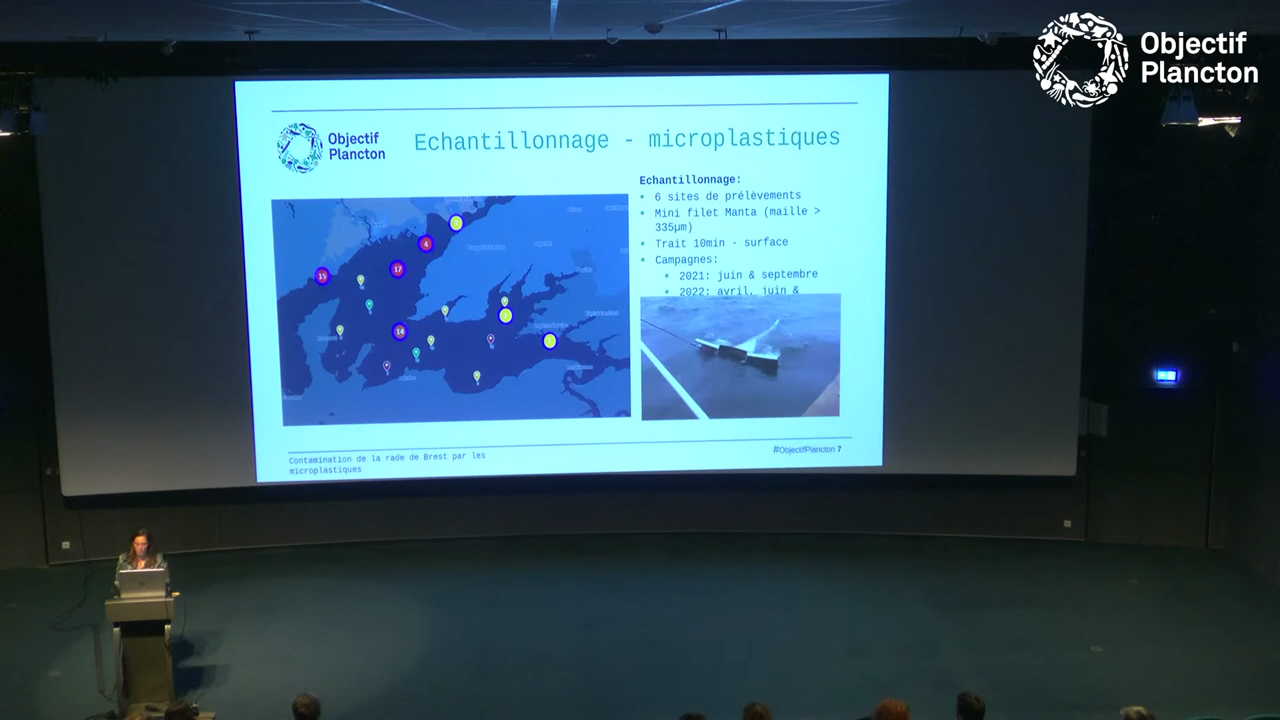 Objectif
Plancton
Objectif
Plancton
Echantillonnage - microplastiques
Echantillonnage:
▪ 6 sites de prélèvements
▪ Mini filet Manta (maille >
335µm)
▪ Trait 10min - surface
▪ Campagnes:
▪ 2021: juin & septembre
▪ 2022: avril, juin &
4
15
17
14
Contamination de la rade de Brest par les
microplastiques
#ObjectifPlancton 7